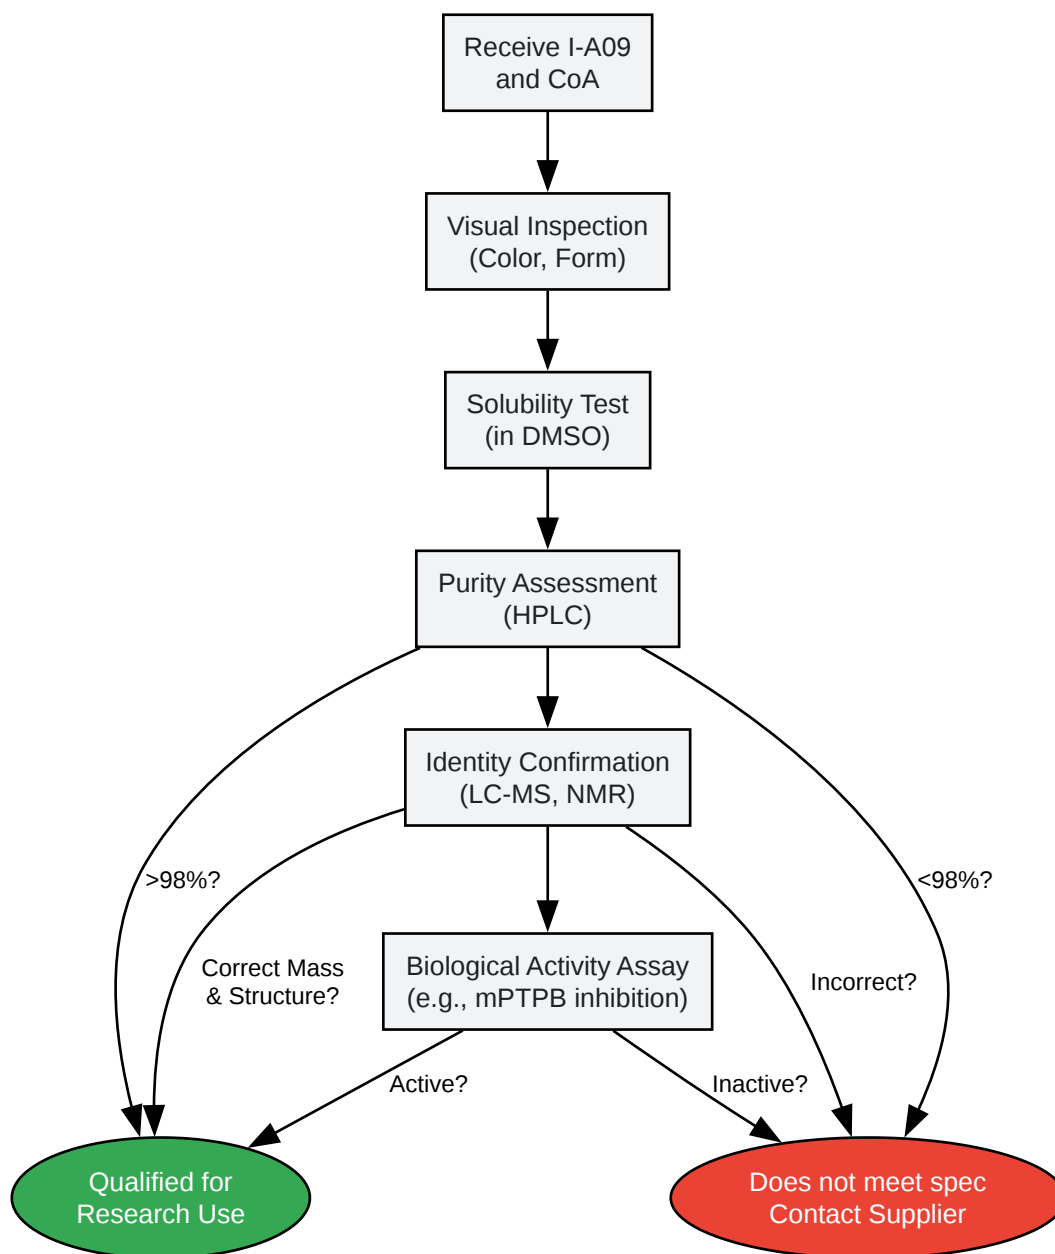 Receive I-A09
and CoA
Visual Inspection
(Color, Form)
Solubility Test
(in DMSO)
Purity Assessment
(HPLC)
Identity Confirmation
(LC-MS, NMR)
>98%?
<98%?
Correct Mass
& Structure?
Biological Activity Assay
(e.g., mPTPB inhibition)
Incorrect?
Active?
Inactive?
Qualified for
Research Use
Does not meet spec
Contact Supplier